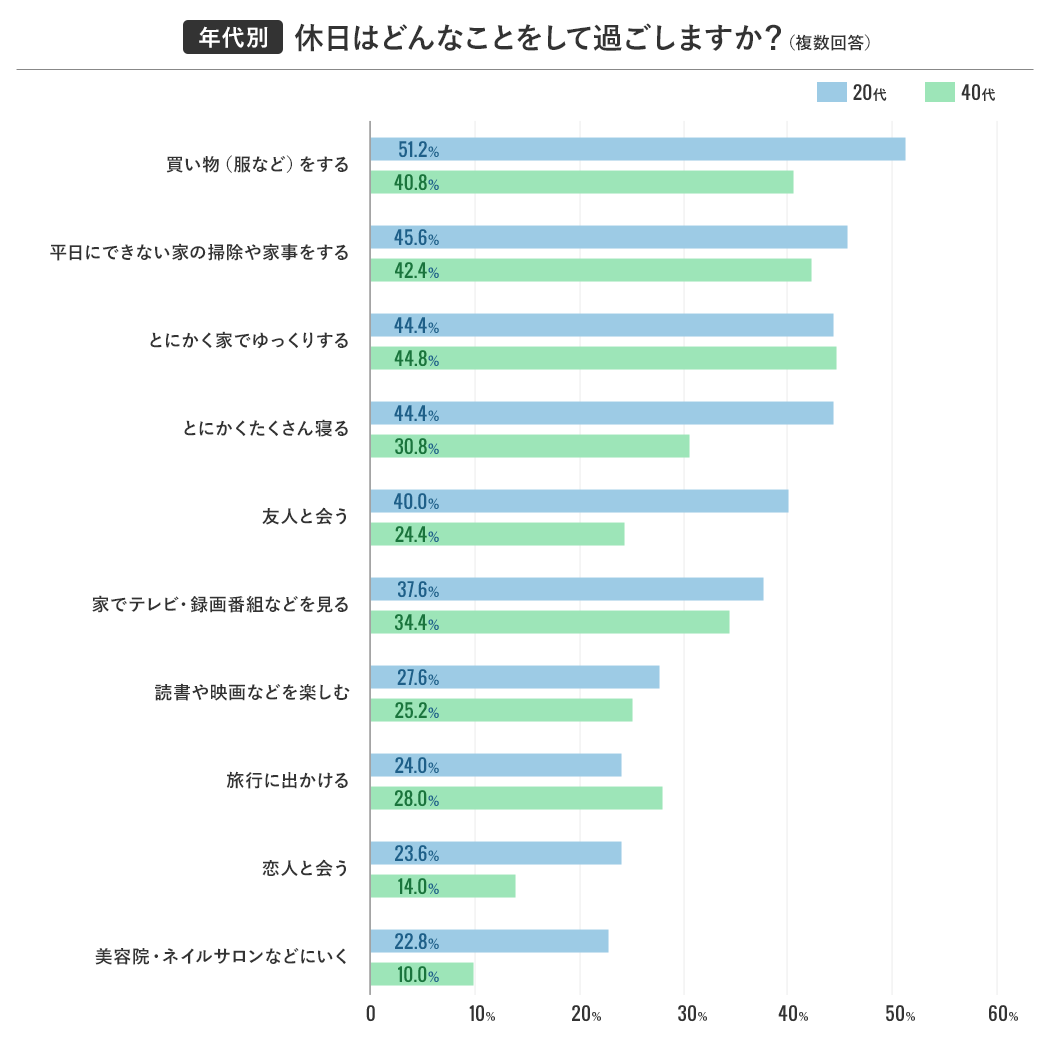 年代別 休日はどんなことをして過ごしますか？（複数回答）
20代 40代
買い物（服など）をする
51.2%
40.8%
平日にできない家の掃除や家事をする
45.6%
42.4%
とにかく家でゆっくりする
44.4%
44.8%
とにかくたくさん寝る
44.4%
30.8%
友人と会う
40.0%
24.4%
家でテレビ・録画番組などを見る
37.6%
34.4%
読書や映画などを楽しむ
27.6%
25.2%
旅行に出かける
24.0%
28.0%
恋人と会う
23.6%
14.0%
美容院・ネイルサロンなどにいく
22.8%
10.0%
0 10% 20% 30% 40% 50% 60%